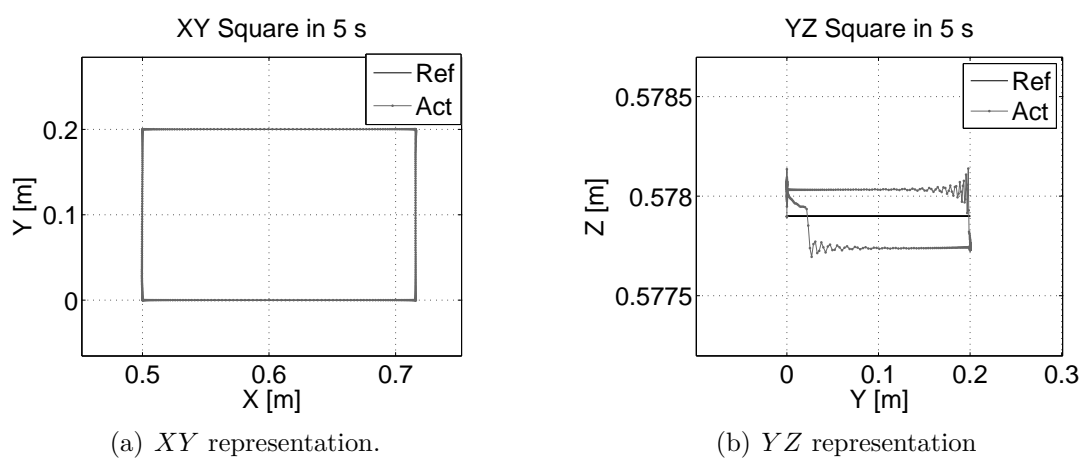 XY Square in 5 s
Ref
Act
0.2
0.1
0
Y [m]
0.5
0.6
0.7
X [m]
(a) XY representation.
YZ Square in 5 s
Ref
Act
0.5785
0.578
0.5775
Z [m]
0
0.1
0.2
0.3
Y [m]
(b) YZ representation